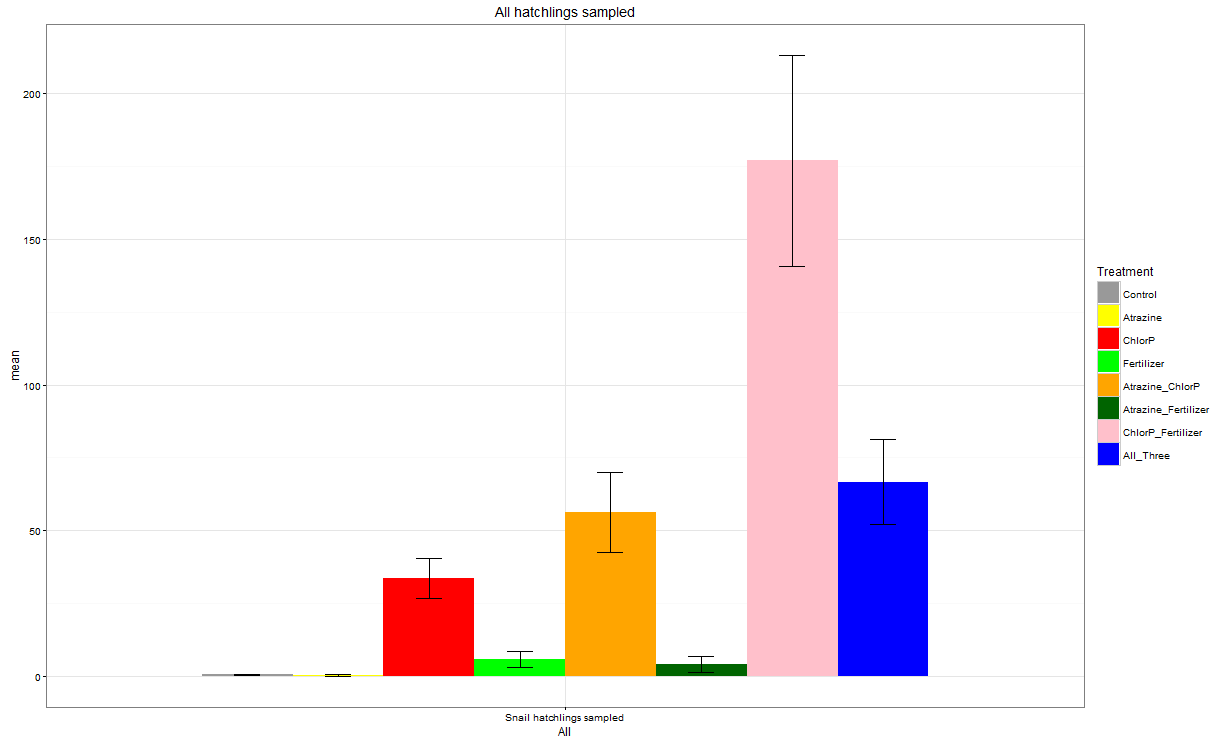 All hatchlings sampled
200
150
100
50
0
mean
Snail hatchlings sampled
All
Treatment
Control
Atrazine
ChlorP
Fertilizer
Atrazine_ChlorP
Atrazine_Fertilizer
ChlorP_Fertilizer
All_Three